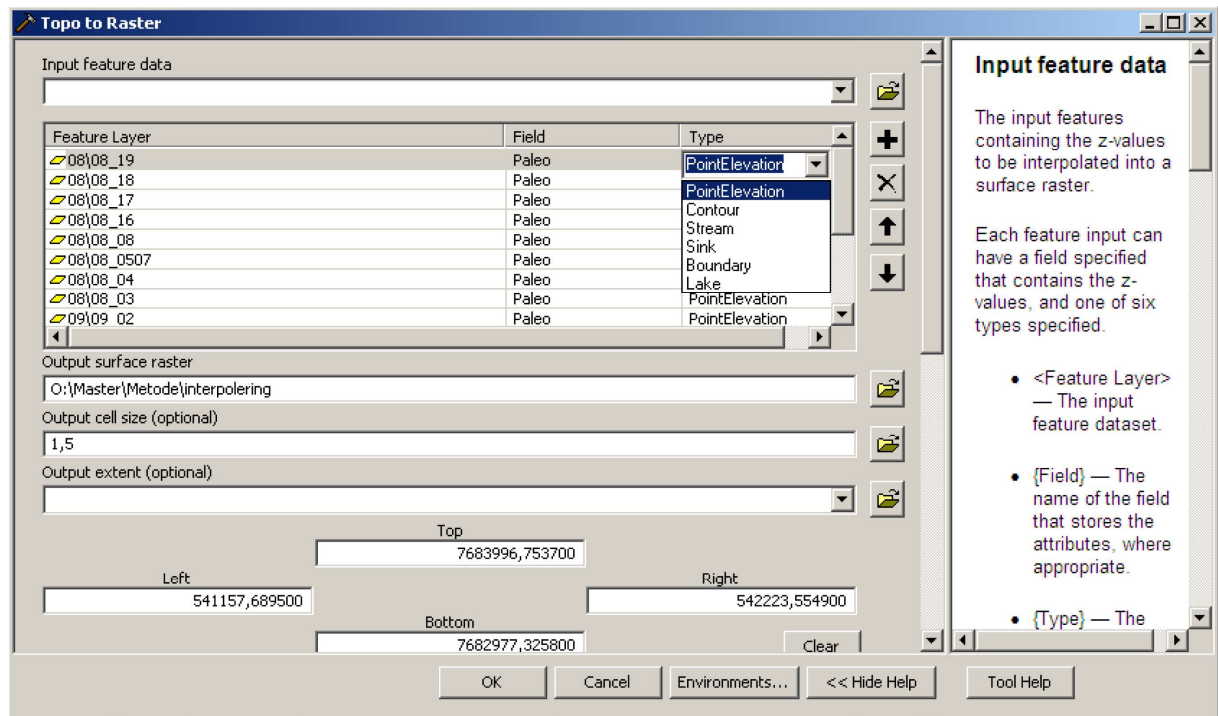 Topo to Raster
Input feature data
Feature Layer Field Type
08\08_19 Paleo PointElevation
08\08_18 Paleo
08\08_17 Paleo
08\08_16 Paleo
08\08_08 Paleo
08\08_0507 Paleo
08\08_04 Paleo
08\08_03 Paleo PointElevation
09\09_02 Paleo PointElevation
PointElevation
Contour
Stream
Sink
Boundary
Lake
Output surface raster
O:\Master\Metode\interpolering
Output cell size (optional)
1,5
Output extent (optional)
Top
7683996,753700
Left Right
541157,689500 542223,554900
Bottom
7682977,325800
Clear
OK Cancel Environments... << Hide Help Tool Help
Input feature data
The input features
containing the z-values
to be interpolated into a
surface raster.
Each feature input can
have a field specified
that contains the z-
values, and one of six
types specified.
• <Feature Layer>
— The input
feature dataset.
• {Field} — The
name of the field
that stores the
attributes, where
appropriate.
• {Type} — The